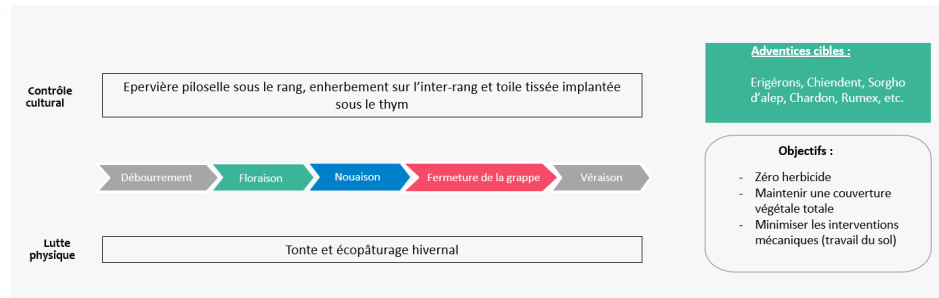 Contrôle
cultural
Epervière piloselle sous le rang, enherbement sur l'inter-rang et toile tissée implantée
sous le thym
Débourrement
Floraison
Nouaison
Fermeture de la grappe
Véraison
Lutte
physique
Tonte et écopâturage hivernal
Adventices cibles :
Erigérons, Chiendent, Sorgho
d'alep, Chardon, Rumex, etc.
Objectifs :
- Zéro herbicide
- Maintenir une couverture
végétale totale
- Minimiser les interventions
mécaniques (travail du sol)